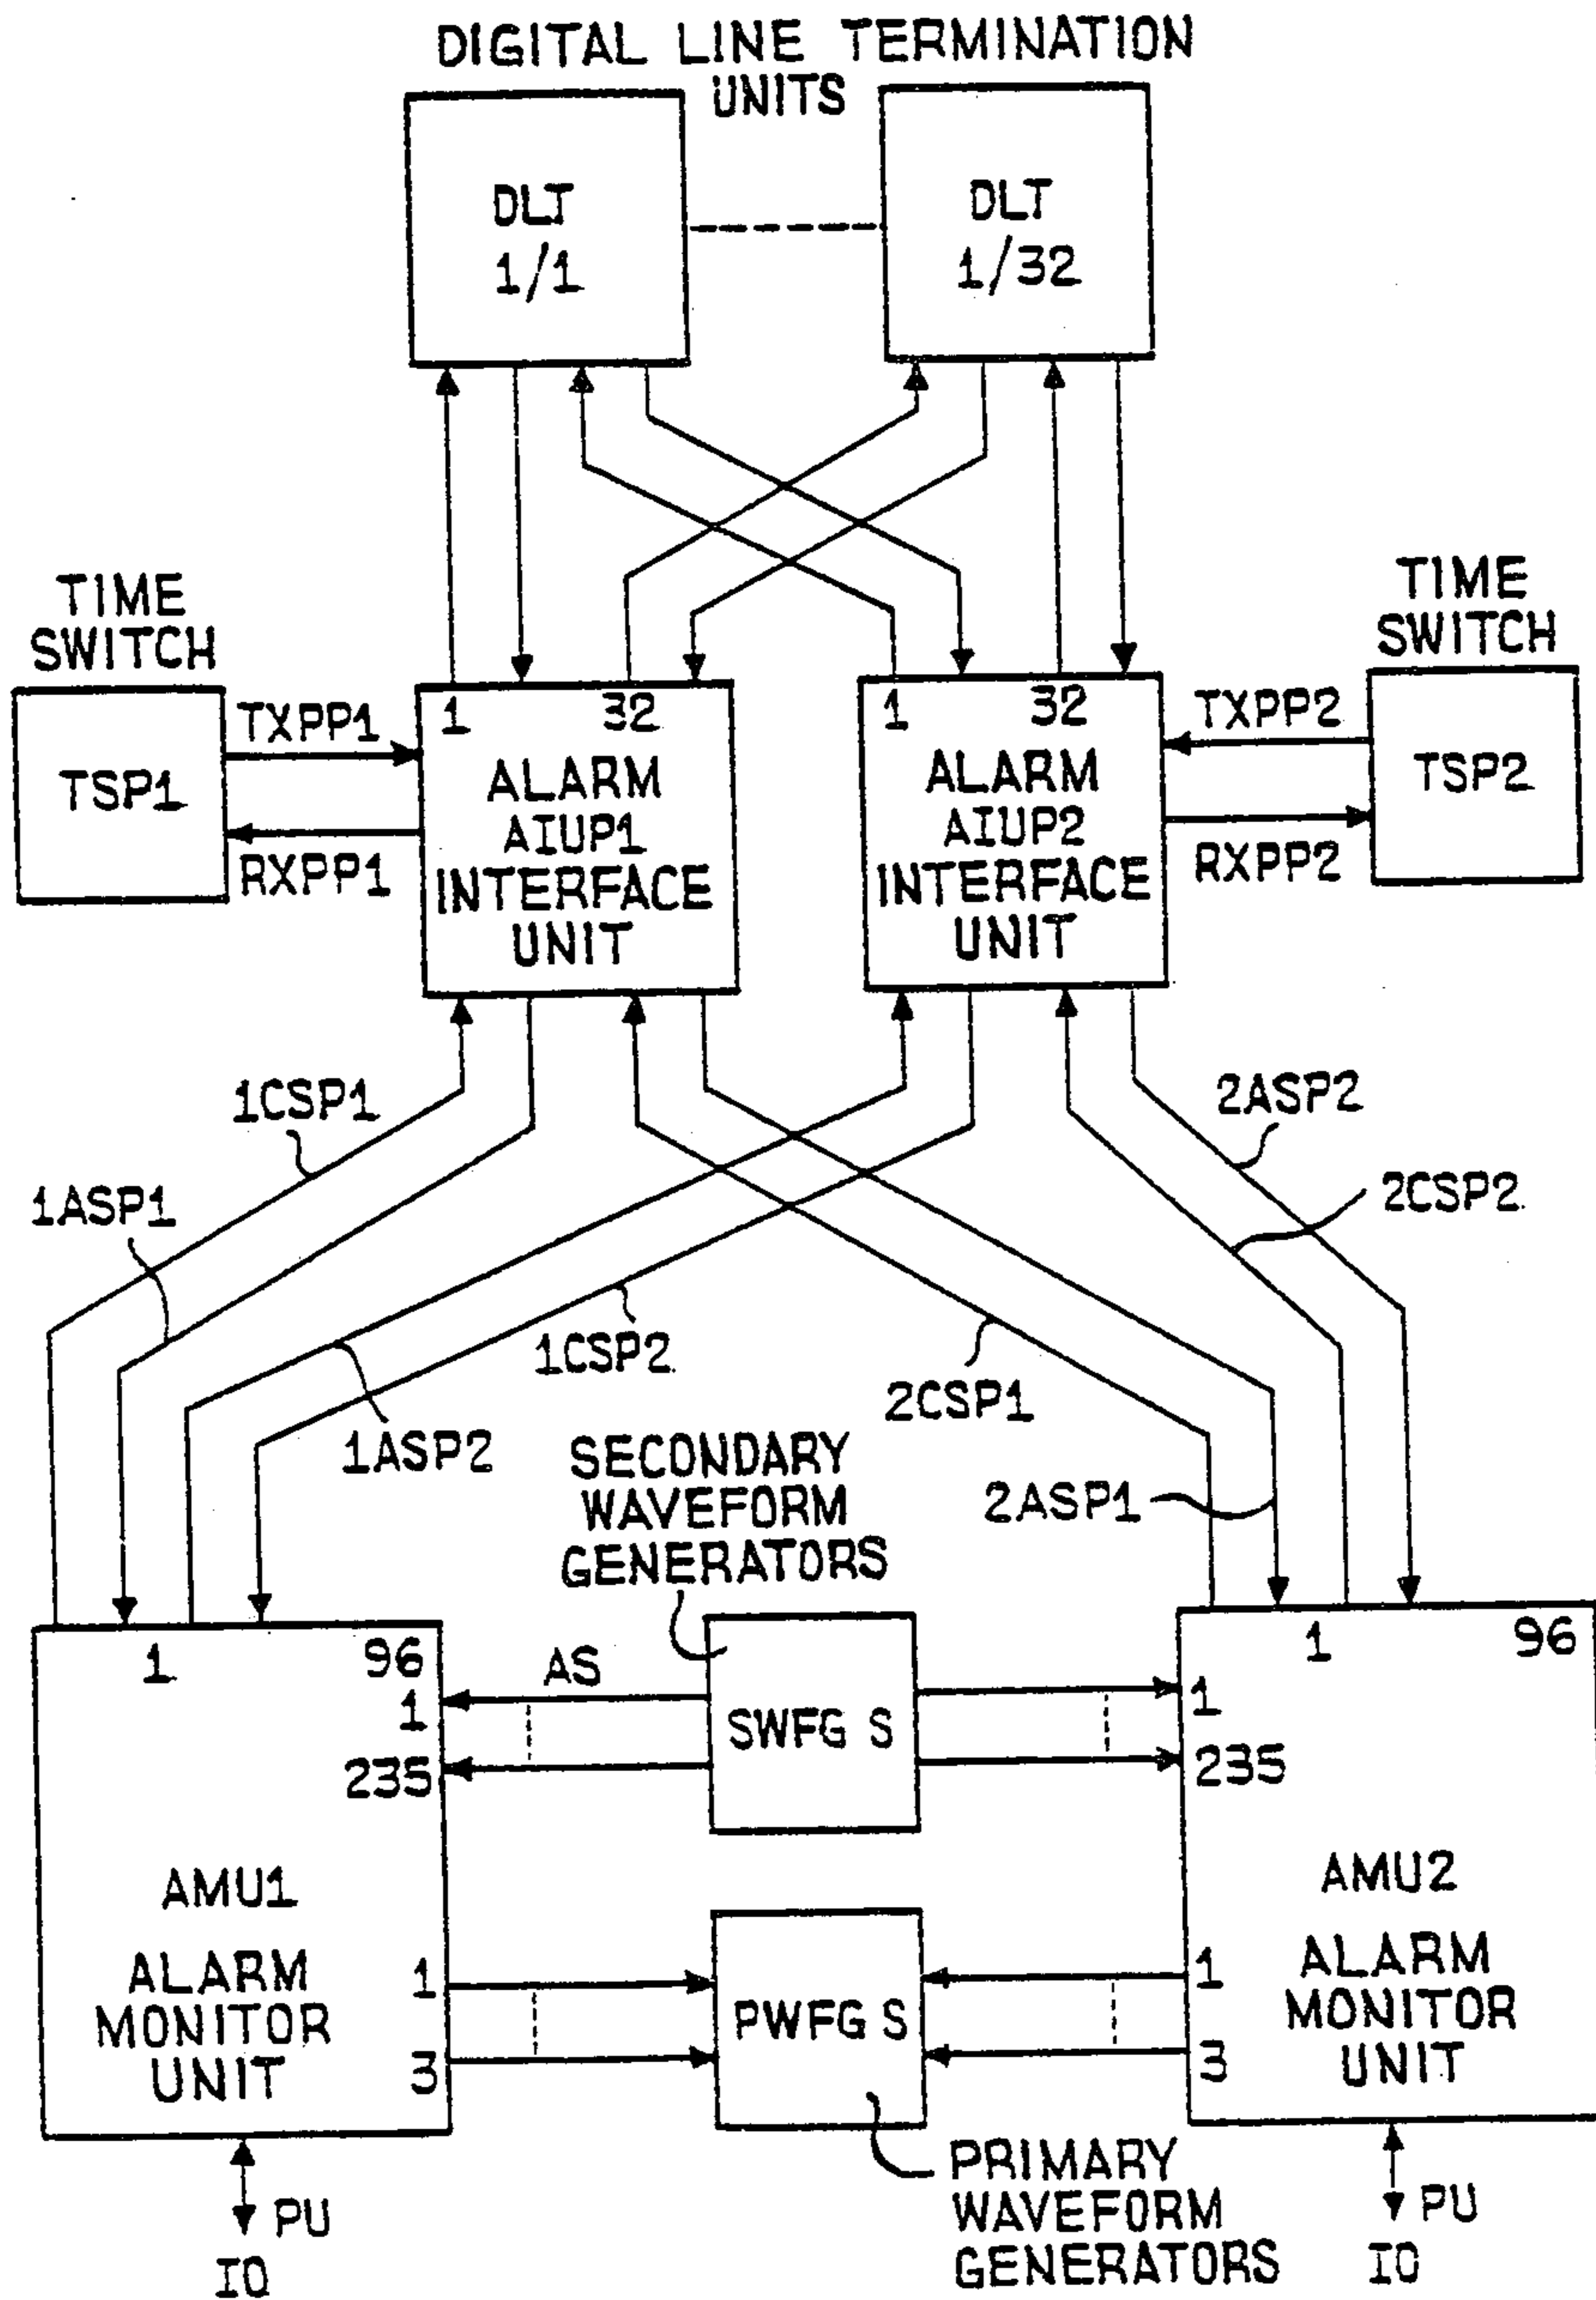 DIGITAL LINE TERMINATION
UNITS
DLT
1/1
DLT
1/32
TIME
SWITCH
TSP1
TXPP1
RXPP1
1
32
ALARM
AIUP1
INTERFACE
UNIT
1
32
ALARM
AIUP2
INTERFACE
UNIT
TXPP2
RXPP2
TIME
SWITCH
TSP2
1CSP1
1ASP1
1ASP2
1CSP2
2CSP1
2ASP1
2ASP2
2CSP2
SECONDARY
WAVEFORM
GENERATORS
1
96
1
235
AS
SWFG S
1
96
1
235
AMU1
ALARM
MONITOR
UNIT
1
3
PWFG S
1
3
AMU2
ALARM
MONITOR
UNIT
PRIMARY
WAVEFORM
GENERATORS
PU
IO
PU
IO